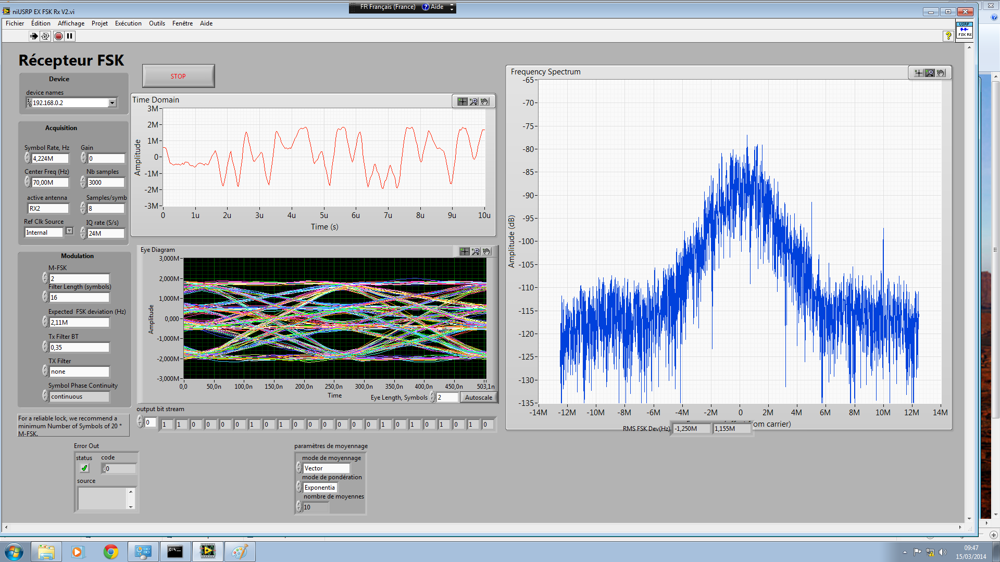 FR Français (France) Aide
niUSRP EX FSK Rx V2.vi
Fichier Édition Affichage Projet Exécution Outils Fenêtre Aide
USRP
FSK RX
Récepteur FSK
STOP
Device
device names
192.168.0.2
Acquisition
Symbol Rate, Hz Gain
4,224M 0
Center Freq (Hz) Nb samples
70,00M 3000
active antenna Samples/symb
RX2 8
Ref Clk Source IQ rate (S/s)
Internal 24M
Modulation
M-FSK
2
Filter Length (symbols)
16
Expected FSK deviation (Hz)
2,11M
Tx Filter BT
0,35
TX Filter
none
Symbol Phase Continuity
continuous
For a reliable lock, we recommend a
minimum Number of Symbols of 20 *
M-FSK.
Time Domain
Amplitude
3M
2M
1M
0
-1M
-2M
-3M
0 1u 2u 3u 4u 5u 6u 7u 8u 9u 10u
Time (s)
Eye Diagram
Amplitude
3,000M
2,000M
1,000M
0,000
-1,000M
-2,000M
-3,000M
0,0 50,0n 100,0n 150,0n 200,0n 250,0n 300,0n 350,0n 400,0n 450,0n 503,1n
Time
Eye Length, Symbols 2 Autoscale
output bit stream
0 1 1 0 0 0 0 1 0 1 0 0 0 0 0 0 1 0 1 0 1 0 1 0
Frequency Spectrum
Amplitude (dB)
-65
-70
-75
-80
-85
-90
-95
-100
-105
-110
-115
-120
-125
-130
-135
-14M -12M -10M -8M -6M -4M -2M 0 2M 4M 6M 8M 10M 12M 14M
om carrier)
RMS FSK Dev(Hz) -1,250M 1,155M
Error Out
status code
0
source
paramètres de moyennage
mode de moyennage
Vector
mode de pondération
Exponentia
nombre de moyennes
10
C:\
09:47
15/03/2014